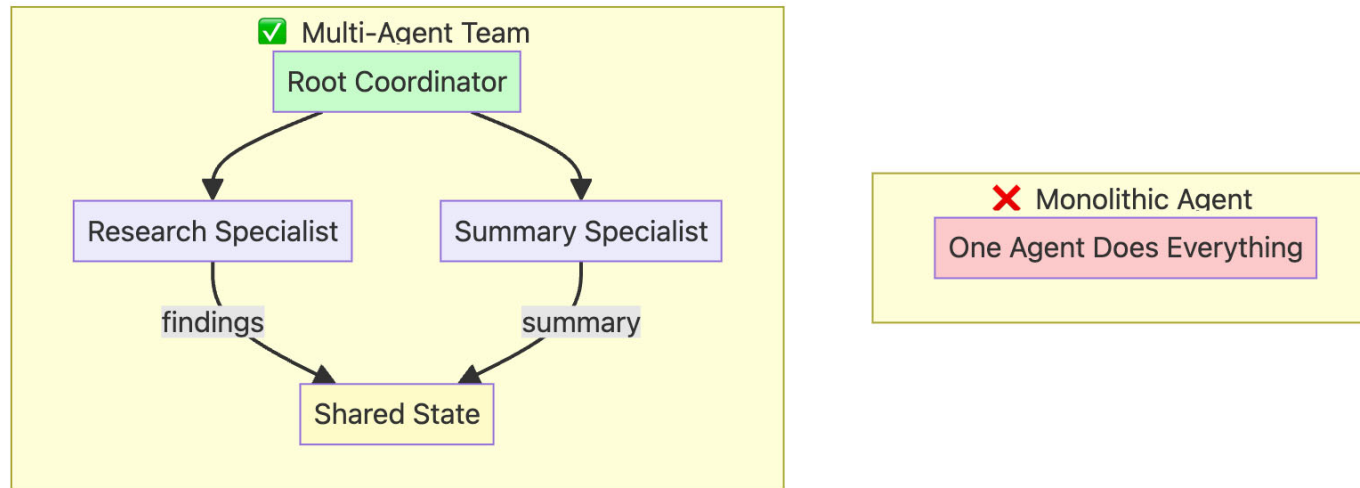 ✅ Multi-Agent Team
Root Coordinator
Research Specialist
Summary Specialist
findings
summary
Shared State
❌ Monolithic Agent
One Agent Does Everything